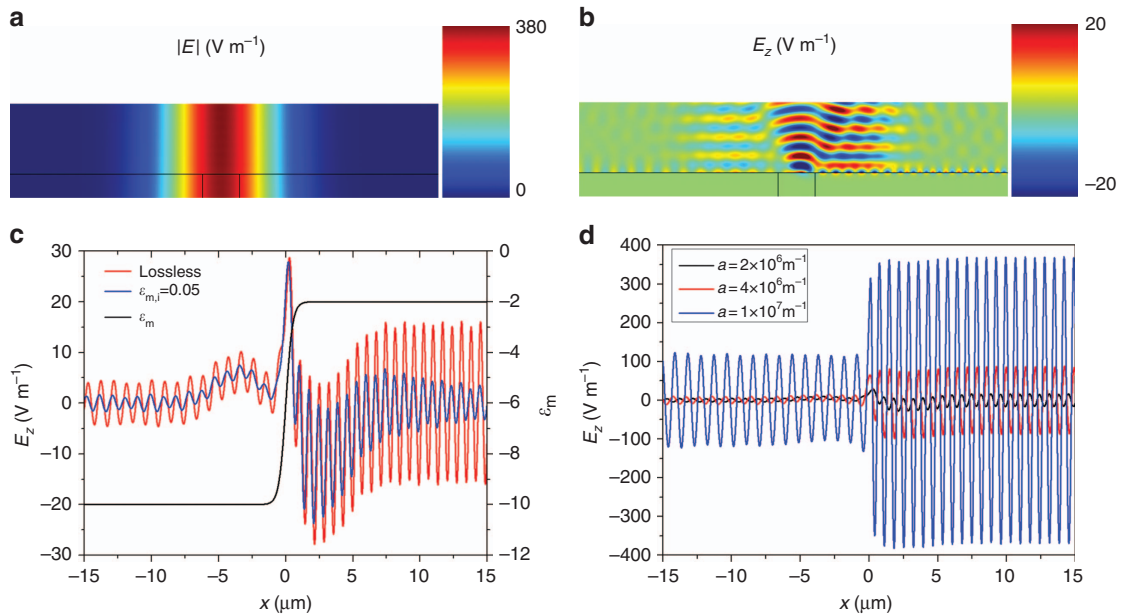 a
|E| (V m⁻¹)
380
0
b
E_z (V m⁻¹)
20
−20
c
30
20
10
0
−10
−20
−30
E_z (V m⁻¹)
Lossless
ε_m,i=0.05
ε_m
0
−2
−4
−6
−8
−10
−12
ε_m
−15
−10
−5
0
5
10
15
x (μm)
d
400
300
200
100
0
−100
−200
−300
−400
E_z (V m⁻¹)
a=2×10⁶m⁻¹
a=4×10⁶m⁻¹
a=1×10⁷m⁻¹
−15
−10
−5
0
5
10
15
x (μm)